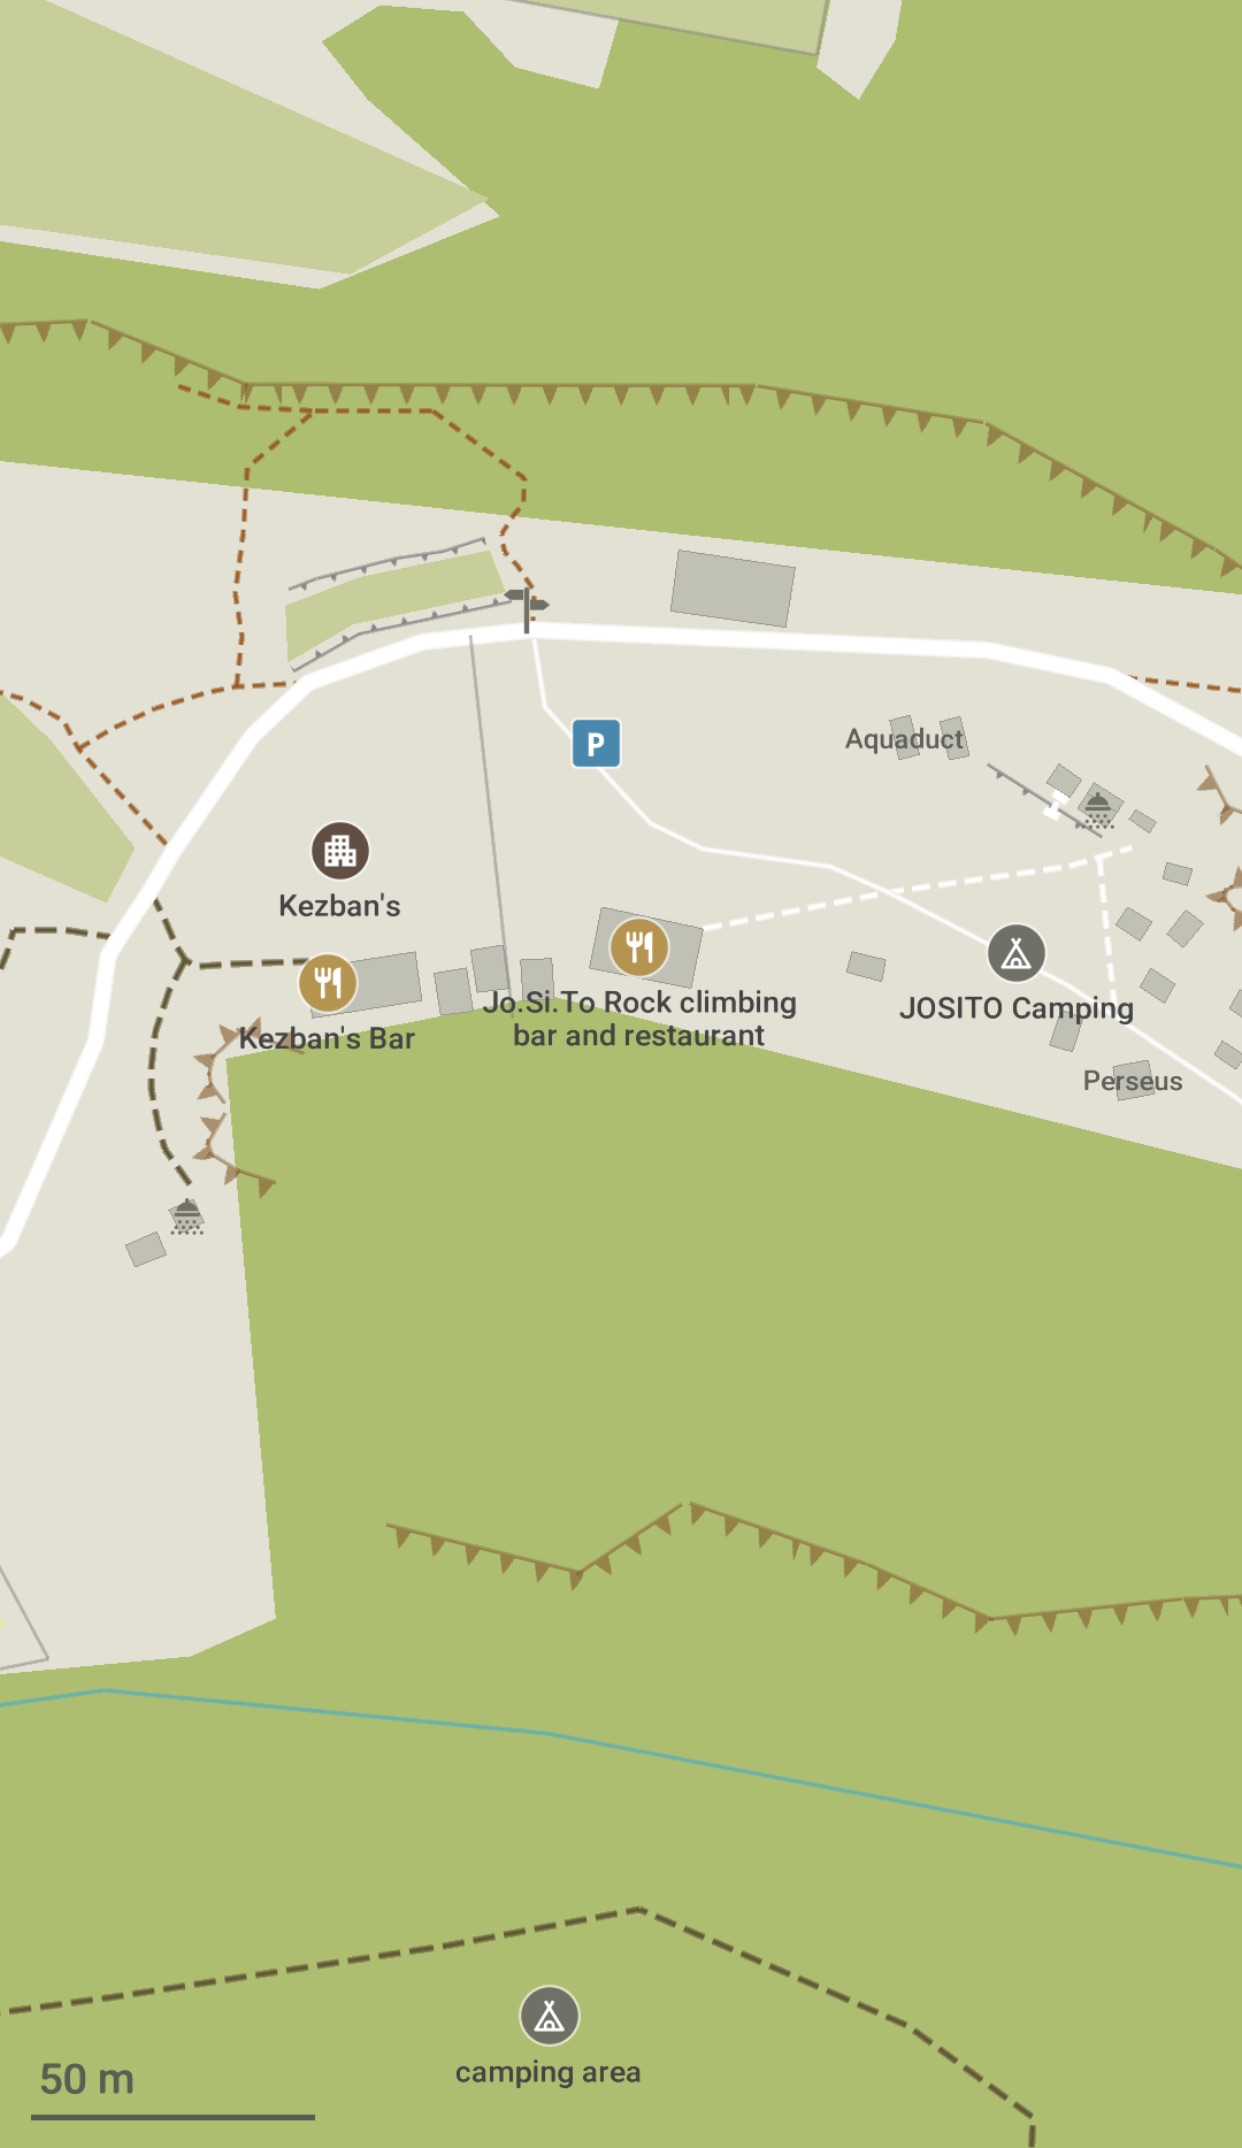 P
Aquaduct
Kezban's
Kezban's Bar
Jo.Si.To Rock climbing
bar and restaurant
JOSITO Camping
Perseus
camping area
50 m